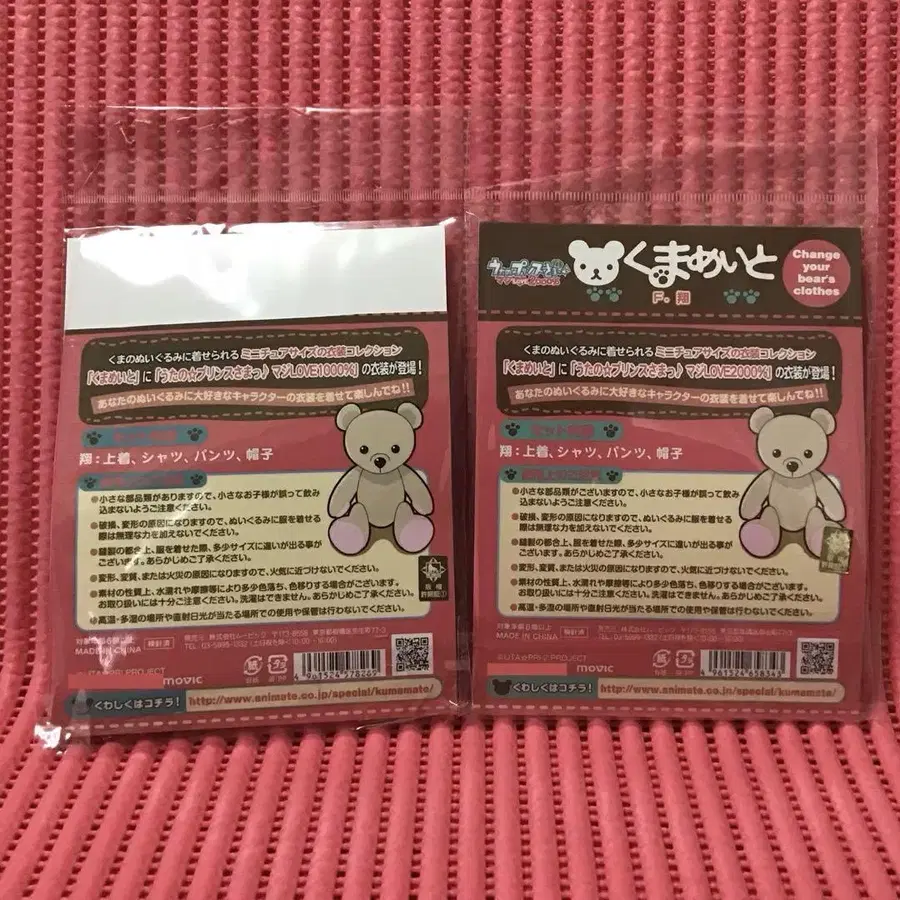 くまのぬいぐるみに着せられる ミニチュアサイズの衣装コレクション
「くまめいと」に「うたの☆プリンスさまっ♪ マジLOVE1000%」の衣装が登場!
あなたのぬいぐるみに大好きなキャラクターの衣装を着せて楽しんでね!!
翔:上着、シャツ、パンツ、帽子
●小さな部品類がありますので、小さなお子様が誤って飲み
込まないようご注意ください。
●破損、変形の原因になりますので、ぬいぐるみに服を着せる
際は無理な力を加えないでください。
●縫製の都合上、服を着せた際、多少サイズに違いが出る事が
ございます。あらかじめご了承ください。
●変形、変質、または火災の原因になりますので、火気に近づけないでください。
●素材の性質上、水濡れや摩擦等により多少色落ち、色移りする場合がございます。
お取り扱いには十分ご注意ください。洗濯はできません。あらかじめご了承ください。
●高温・多湿の場所や直射日光が当たる場所での使用や保管は行わないでください。
MADE IN CHINA
検針済
PROJECT
movic
4 961524 578245
くわしくはコチラ!
http://www.animate.co.jp/special/kumamate/
うたの☆プリンスさまっ♪
マジLOVE2000%
くまめいと
F. 翔
Change
your
bear's
clothes
くまのぬいぐるみに着せられる ミニチュアサイズの衣装コレクション
「くまめいと」に「うたの☆プリンスさまっ♪ マジLOVE2000%」の衣装が登場!
あなたのぬいぐるみに大好きなキャラクターの衣装を着せて楽しんでね!!
翔:上着、シャツ、パンツ、帽子
●小さな部品類がございますので、小さなお子様が誤って飲み
込まないようご注意ください。
●破損、変形の原因になりますので、ぬいぐるみに服を着せる
際は無理な力を加えないでください。
●縫製の都合上、服を着せた際、多少サイズに違いが出る事が
ございます。あらかじめご了承ください。
●変形、変質、または火災の原因になりますので、火気に近づけないでください。
●素材の性質上、水濡れや摩擦等により多少色落ち、色移りする場合がございます。
お取り扱いには十分ご注意ください。洗濯はできません。あらかじめご了承ください。
●高温・多湿の場所や直射日光が当たる場所での使用や保管は行わないでください。
MADE IN CHINA
検針済
PROJECT
movic
4 961524 658343
くわしくはコチラ!
http://www.animate.co.jp/special/kumamate/